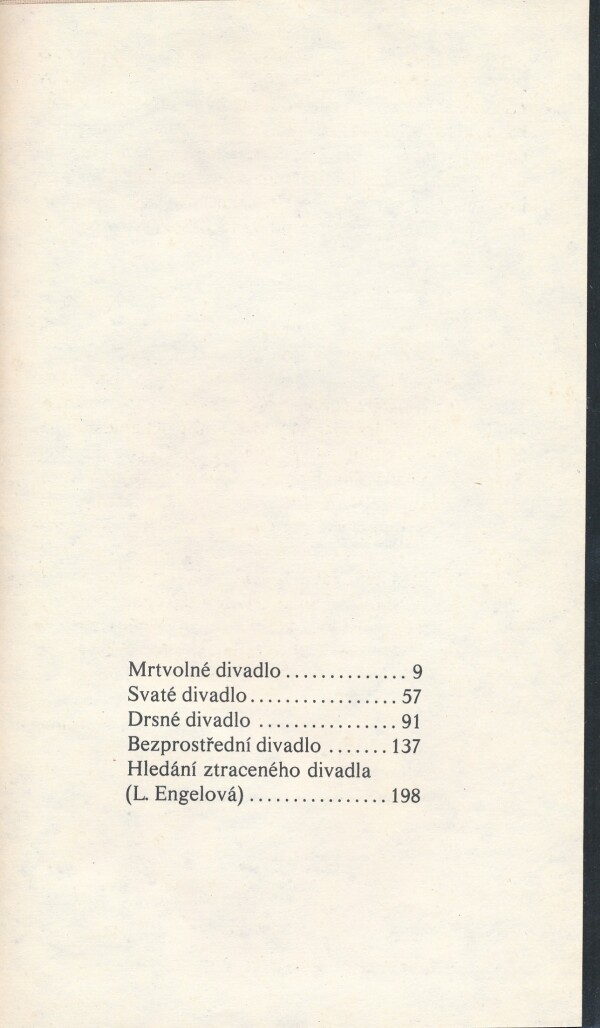 Mrtvolné divadlo .............. 9
Svaté divadlo ................. 57
Drsné divadlo ................ 91
Bezprostřední divadlo ....... 137
Hledání ztraceného divadla
(L. Engelová) ................ 198